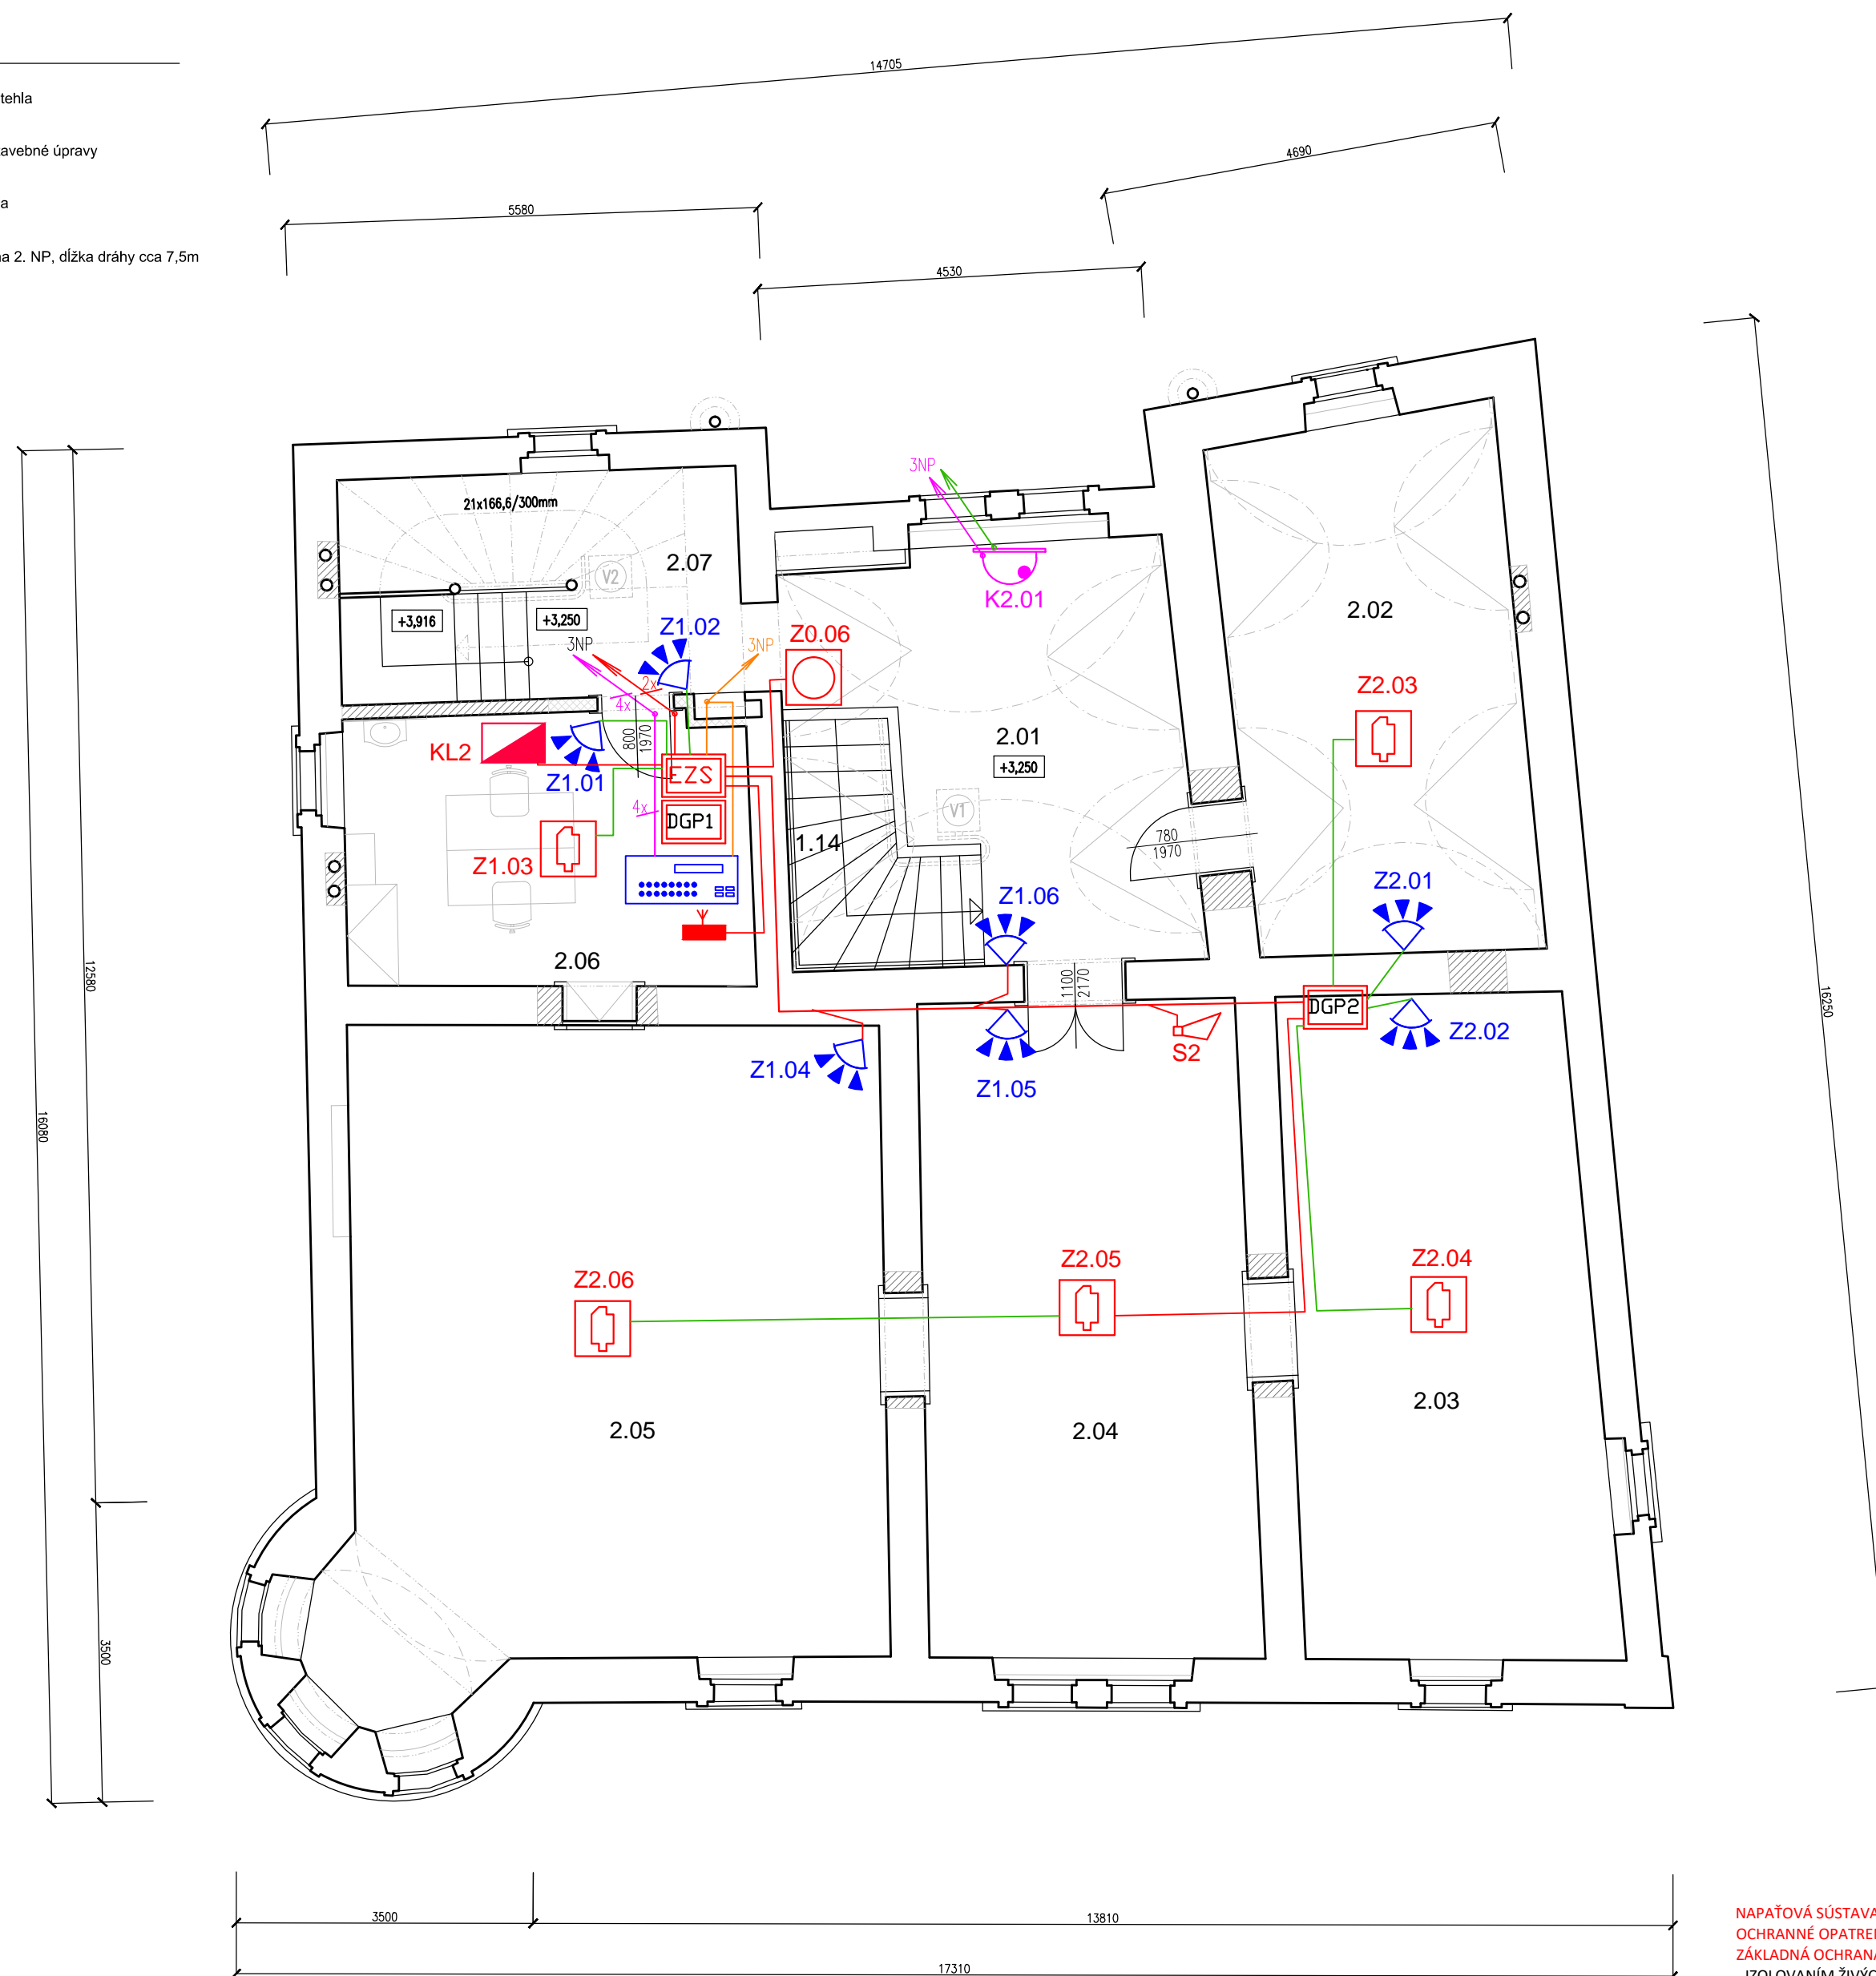 14705
tehla
4690
avebné úpravy
a
5580
a 2. NP, dĺžka dráhy cca 7,5m
4530
3NP
21x166,6/300mm
2.07
V2
K2.01
2.02
+3,916
+3,250
Z1.02
Z0.06
3NP
3NP
2x
4x
Z2.03
2.01
+3,250
KL2
800
1970
EZS
Z1.01
4x
DGP1
V1
780
1970
1.14
Z1.03
Z2.01
Z1.06
2.06
12580
1100
2170
16250
DGP2
Z2.02
S2
Z1.04
Z1.05
16080
Z2.06
Z2.05
Z2.04
2.03
2.05
2.04
3500
NAPAŤOVÁ SÚSTAVA
3500
13810
OCHRANNÉ OPATRE
ZÁKLADNÁ OCHRANA
17310
IZOLOVANÍM ŽIVÝC